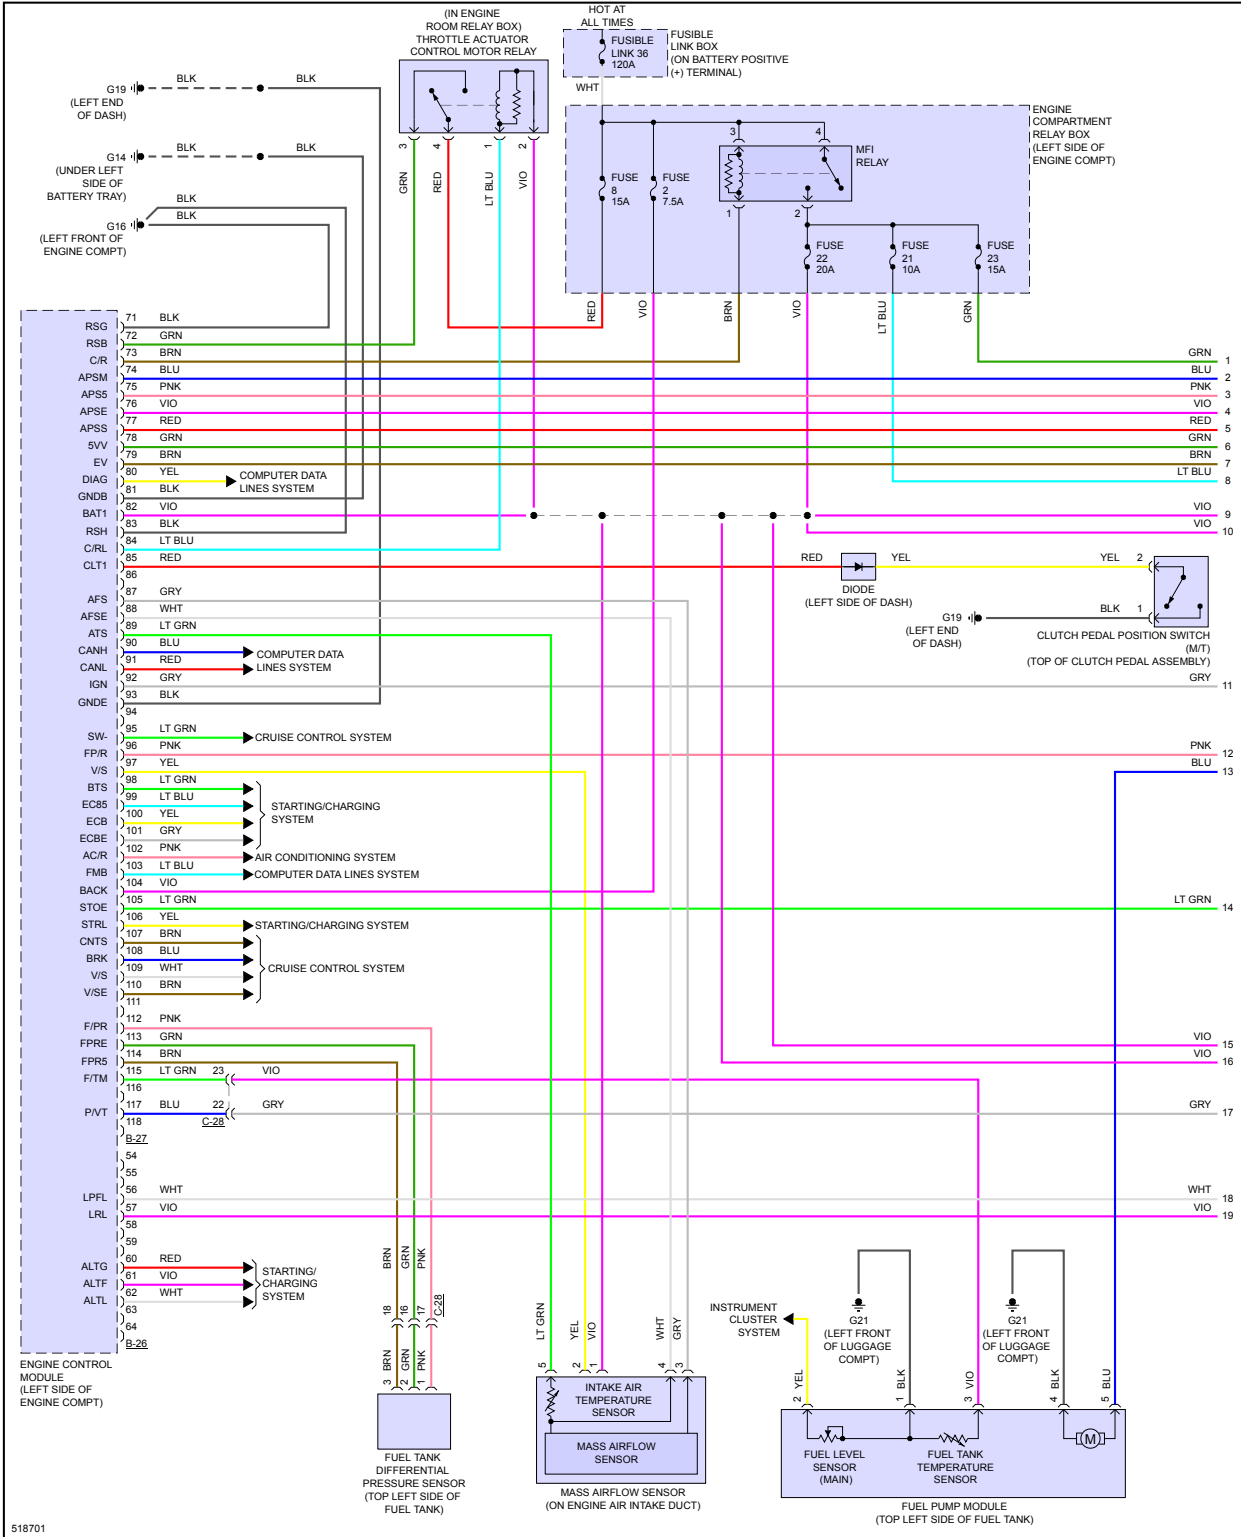 (IN ENGINE
ROOM RELAY BOX)
THROTTLE ACTUATOR
CONTROL MOTOR RELAY
HOT AT
ALL TIMES
FUSIBLE
LINK 36
120A
FUSIBLE
LINK BOX
(ON BATTERY POSITIVE
(+) TERMINAL)
WHT
BLK BLK
G19
(LEFT END
OF DASH)
BLK BLK
G14
(UNDER LEFT
SIDE OF
BATTERY TRAY)
BLK
BLK
G16
(LEFT FRONT OF
ENGINE COMPT)
3 4 1 2
GRN RED LT BLU VIO
ENGINE
COMPARTMENT
RELAY BOX
(LEFT SIDE OF
ENGINE COMPT)
3 4
MFI
RELAY
1 2
FUSE
8
15A
FUSE
2
7.5A
FUSE
22
20A
FUSE
21
10A
FUSE
23
15A
RED VIO BRN VIO LT BLU GRN
RSG 71 BLK
RSB 72 GRN
C/R 73 BRN GRN 1
APSM 74 BLU BLU 2
APS5 75 PNK PNK 3
APSE 76 VIO VIO 4
APSS 77 RED RED 5
5VV 78 GRN GRN 6
EV 79 BRN BRN 7
DIAG 80 YEL COMPUTER DATA
LINES SYSTEM
LT BLU 8
GNDB 81 BLK
BAT1 82 VIO VIO 9
RSH 83 BLK VIO 10
C/RL 84 LT BLU
CLT1 85 RED RED YEL YEL 2
DIODE
(LEFT SIDE OF DASH)
86
AFS 87 GRY
AFSE 88 WHT
G19
(LEFT END
OF DASH)
BLK 1
CLUTCH PEDAL POSITION SWITCH
(M/T)
(TOP OF CLUTCH PEDAL ASSEMBLY)
ATS 89 LT GRN
CANH 90 BLU
CANL 91 RED
COMPUTER DATA
LINES SYSTEM
IGN 92 GRY GRY 11
GNDE 93 BLK
94
SW- 95 LT GRN CRUISE CONTROL SYSTEM
FP/R 96 PNK PNK 12
V/S 97 YEL BLU 13
BTS 98 LT GRN
EC85 99 LT BLU
ECB 100 YEL
ECBE 101 GRY
STARTING/CHARGING
SYSTEM
AC/R 102 PNK AIR CONDITIONING SYSTEM
FMB 103 LT BLU COMPUTER DATA LINES SYSTEM
BACK 104 VIO
STOE 105 LT GRN LT GRN 14
STRL 106 YEL STARTING/CHARGING SYSTEM
CNTS 107 BRN
BRK 108 BLU
V/S 109 WHT
V/SE 110 BRN
CRUISE CONTROL SYSTEM
111
F/PR 112 PNK
FPRE 113 GRN VIO 15
FPR5 114 BRN VIO 16
F/TM 115 LT GRN 23 VIO
116
P/VT 117 BLU 22 GRY GRY 17
118 C-28
B-27
54
55
LPFL 56 WHT WHT 18
LRL 57 VIO VIO 19
58
59
ALTG 60 RED
ALTF 61 VIO
ALTL 62 WHT
STARTING/
CHARGING
SYSTEM
63
64
B-26
ENGINE CONTROL
MODULE
(LEFT SIDE OF
ENGINE COMPT)
BRN GRN PNK
18 16 17 C-28
BRN GRN PNK
3 2 1
FUEL TANK
DIFFERENTIAL
PRESSURE SENSOR
(TOP LEFT SIDE OF
FUEL TANK)
LT GRN YEL VIO WHT GRY
5 2 1 4 3
INTAKE AIR
TEMPERATURE
SENSOR
MASS AIRFLOW
SENSOR
MASS AIRFLOW SENSOR
(ON ENGINE AIR INTAKE DUCT)
INSTRUMENT
CLUSTER
SYSTEM
G21
(LEFT FRONT
OF LUGGAGE
COMPT)
G21
(LEFT FRONT
OF LUGGAGE
COMPT)
YEL BLK VIO BLK BLU
2 1 3 4 5
M
FUEL LEVEL
SENSOR
(MAIN)
FUEL TANK
TEMPERATURE
SENSOR
FUEL PUMP MODULE
(TOP LEFT SIDE OF FUEL TANK)
518701